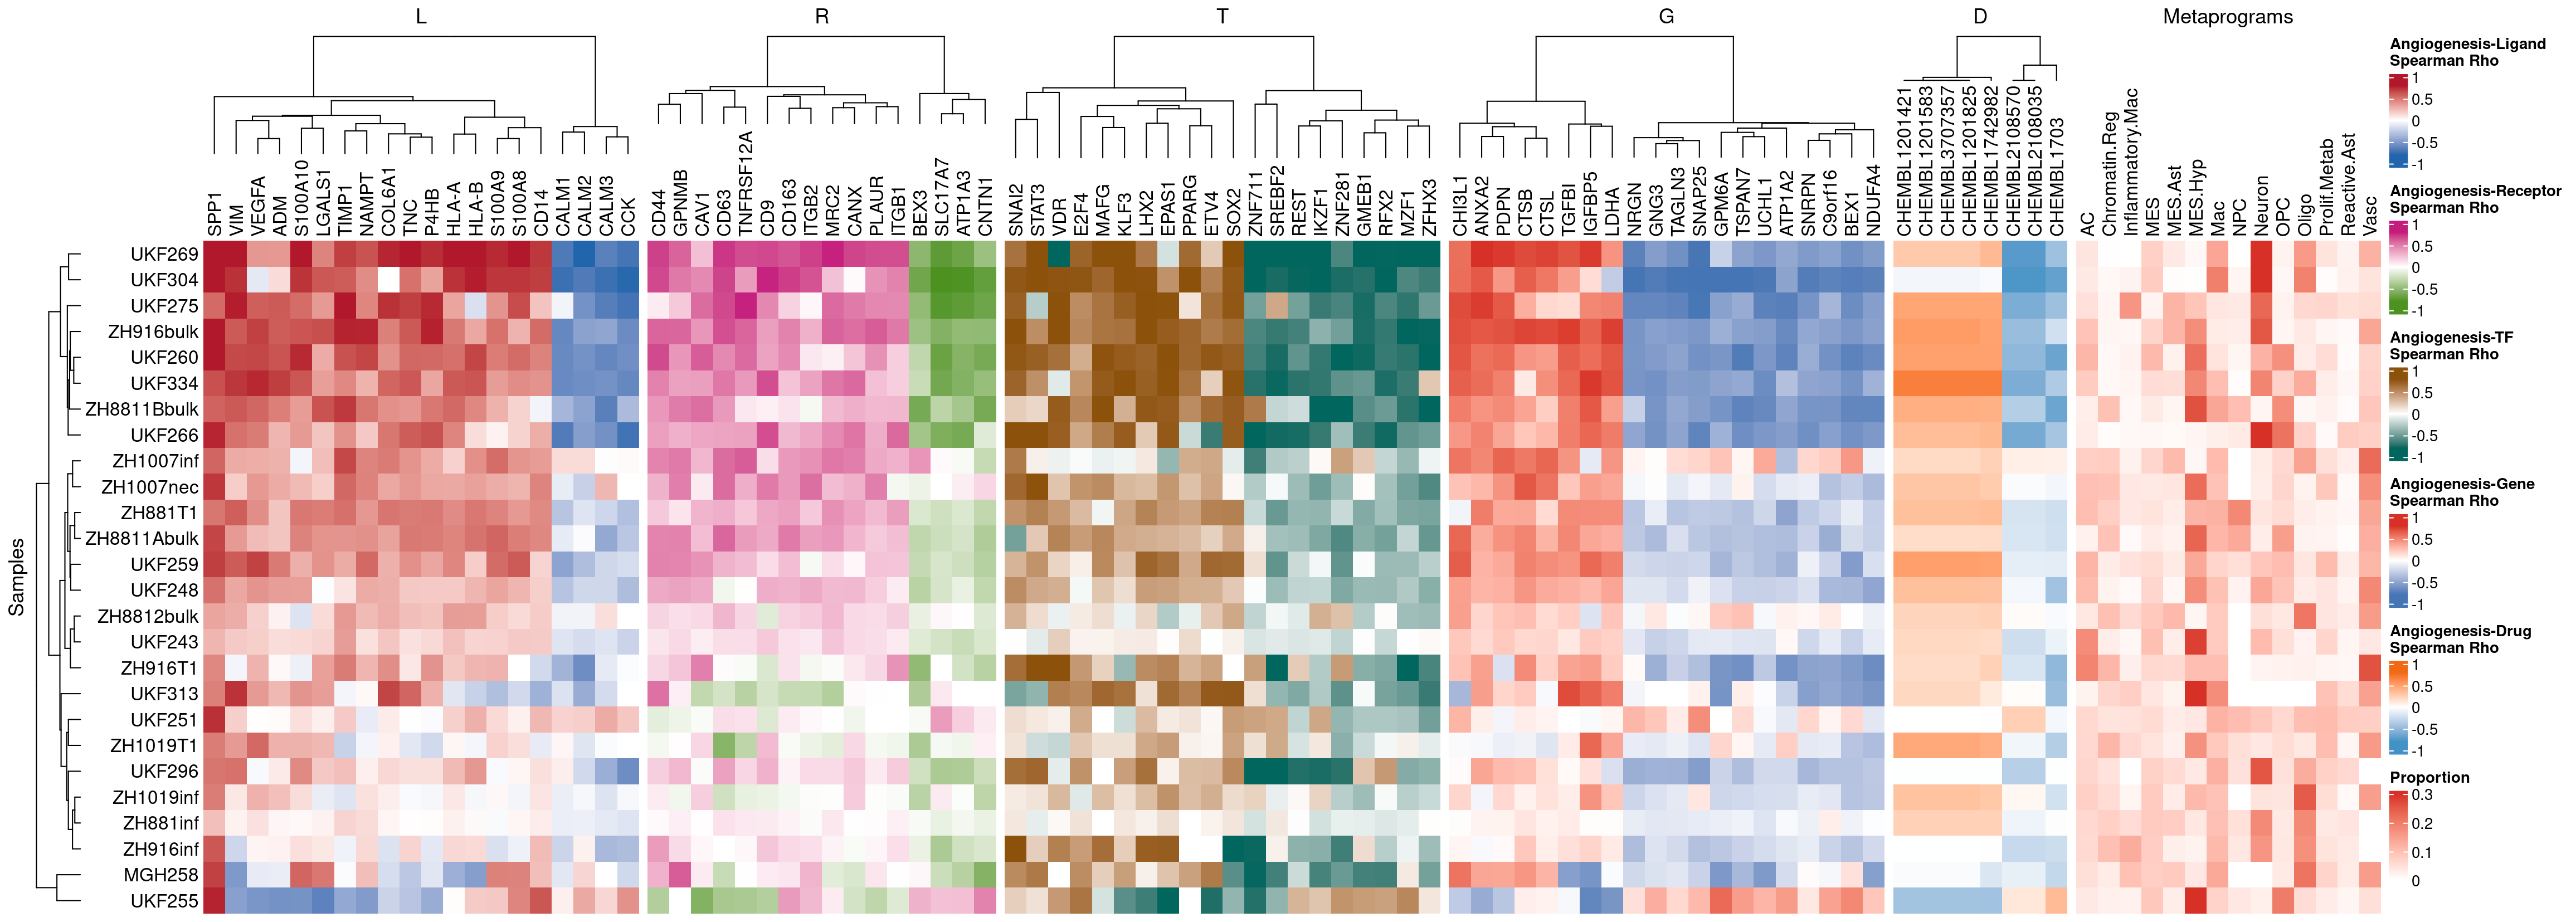 L R T G D Metaprograms
SPP1 VIM VEGFA ADM S100A10 LGALS1 TIMP1 NAMPT COL6A1 TNC P4HB HLA-A HLA-B S100A9 S100A8 CD14 CALM1 CALM2 CALM3 CCK
CD44 GPNMB CAV1 CD63 TNFRSF12A CD9 CD163 ITGB2 MRC2 CANX PLAUR ITGB1 BEX3 SLC17A7 ATP1A3 CNTN1
SNAI2 STAT3 VDR E2F4 MAFG KLF3 LHX2 EPAS1 PPARG ETV4 SOX2 ZNF711 SREBF2 REST IKZF1 ZNF281 GMEB1 RFX2 MZF1 ZFHX3
CHI3L1 ANXA2 PDPN CTSB CTSL TGFBI IGFBP5 LDHA NRGN GNG3 TAGLN3 SNAP25 GPM6A TSPAN7 UCHL1 ATP1A2 SNRPN C9orf16 BEX1 NDUFA4
CHEMBL1201421 CHEMBL1201583 CHEMBL3707357 CHEMBL1201825 CHEMBL1742982 CHEMBL2108570 CHEMBL2108035 CHEMBL1703
AC Chromatin.Reg Inflammatory.Mac MES MES.Ast MES.Hyp Mac NPC Neuron OPC Oligo Prolif.Metab Reactive.Ast Vasc
Samples
UKF269
UKF304
UKF275
ZH916bulk
UKF260
UKF334
ZH8811Bbulk
UKF266
ZH1007inf
ZH1007nec
ZH881T1
ZH8811Abulk
UKF259
UKF248
ZH8812bulk
UKF243
ZH916T1
UKF313
UKF251
ZH1019T1
UKF296
ZH1019inf
ZH881inf
ZH916inf
MGH258
UKF255
Angiogenesis-Ligand
Spearman Rho
1
0.5
0
-0.5
-1
Angiogenesis-Receptor
Spearman Rho
1
0.5
0
-0.5
-1
Angiogenesis-TF
Spearman Rho
1
0.5
0
-0.5
-1
Angiogenesis-Gene
Spearman Rho
1
0.5
0
-0.5
-1
Angiogenesis-Drug
Spearman Rho
1
0.5
0
-0.5
-1
Proportion
0.3
0.2
0.1
0